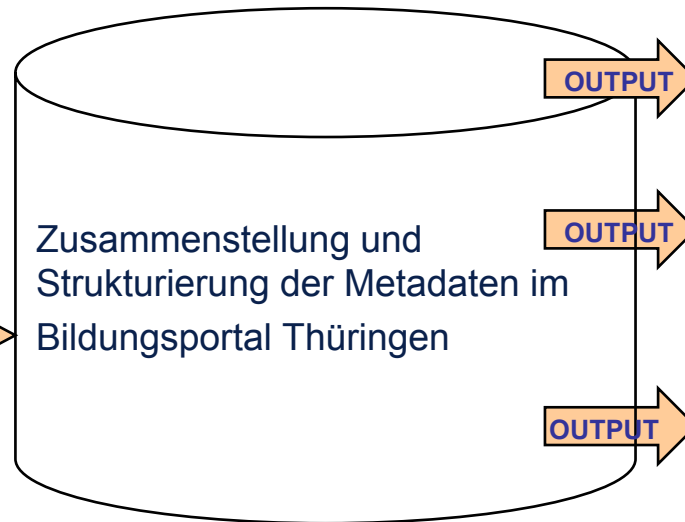 OUTPUT
Zusammenstellung und
OUTPUT
Strukturierung der Metadaten im
Bildungsportal Thüringen
OUTPUT